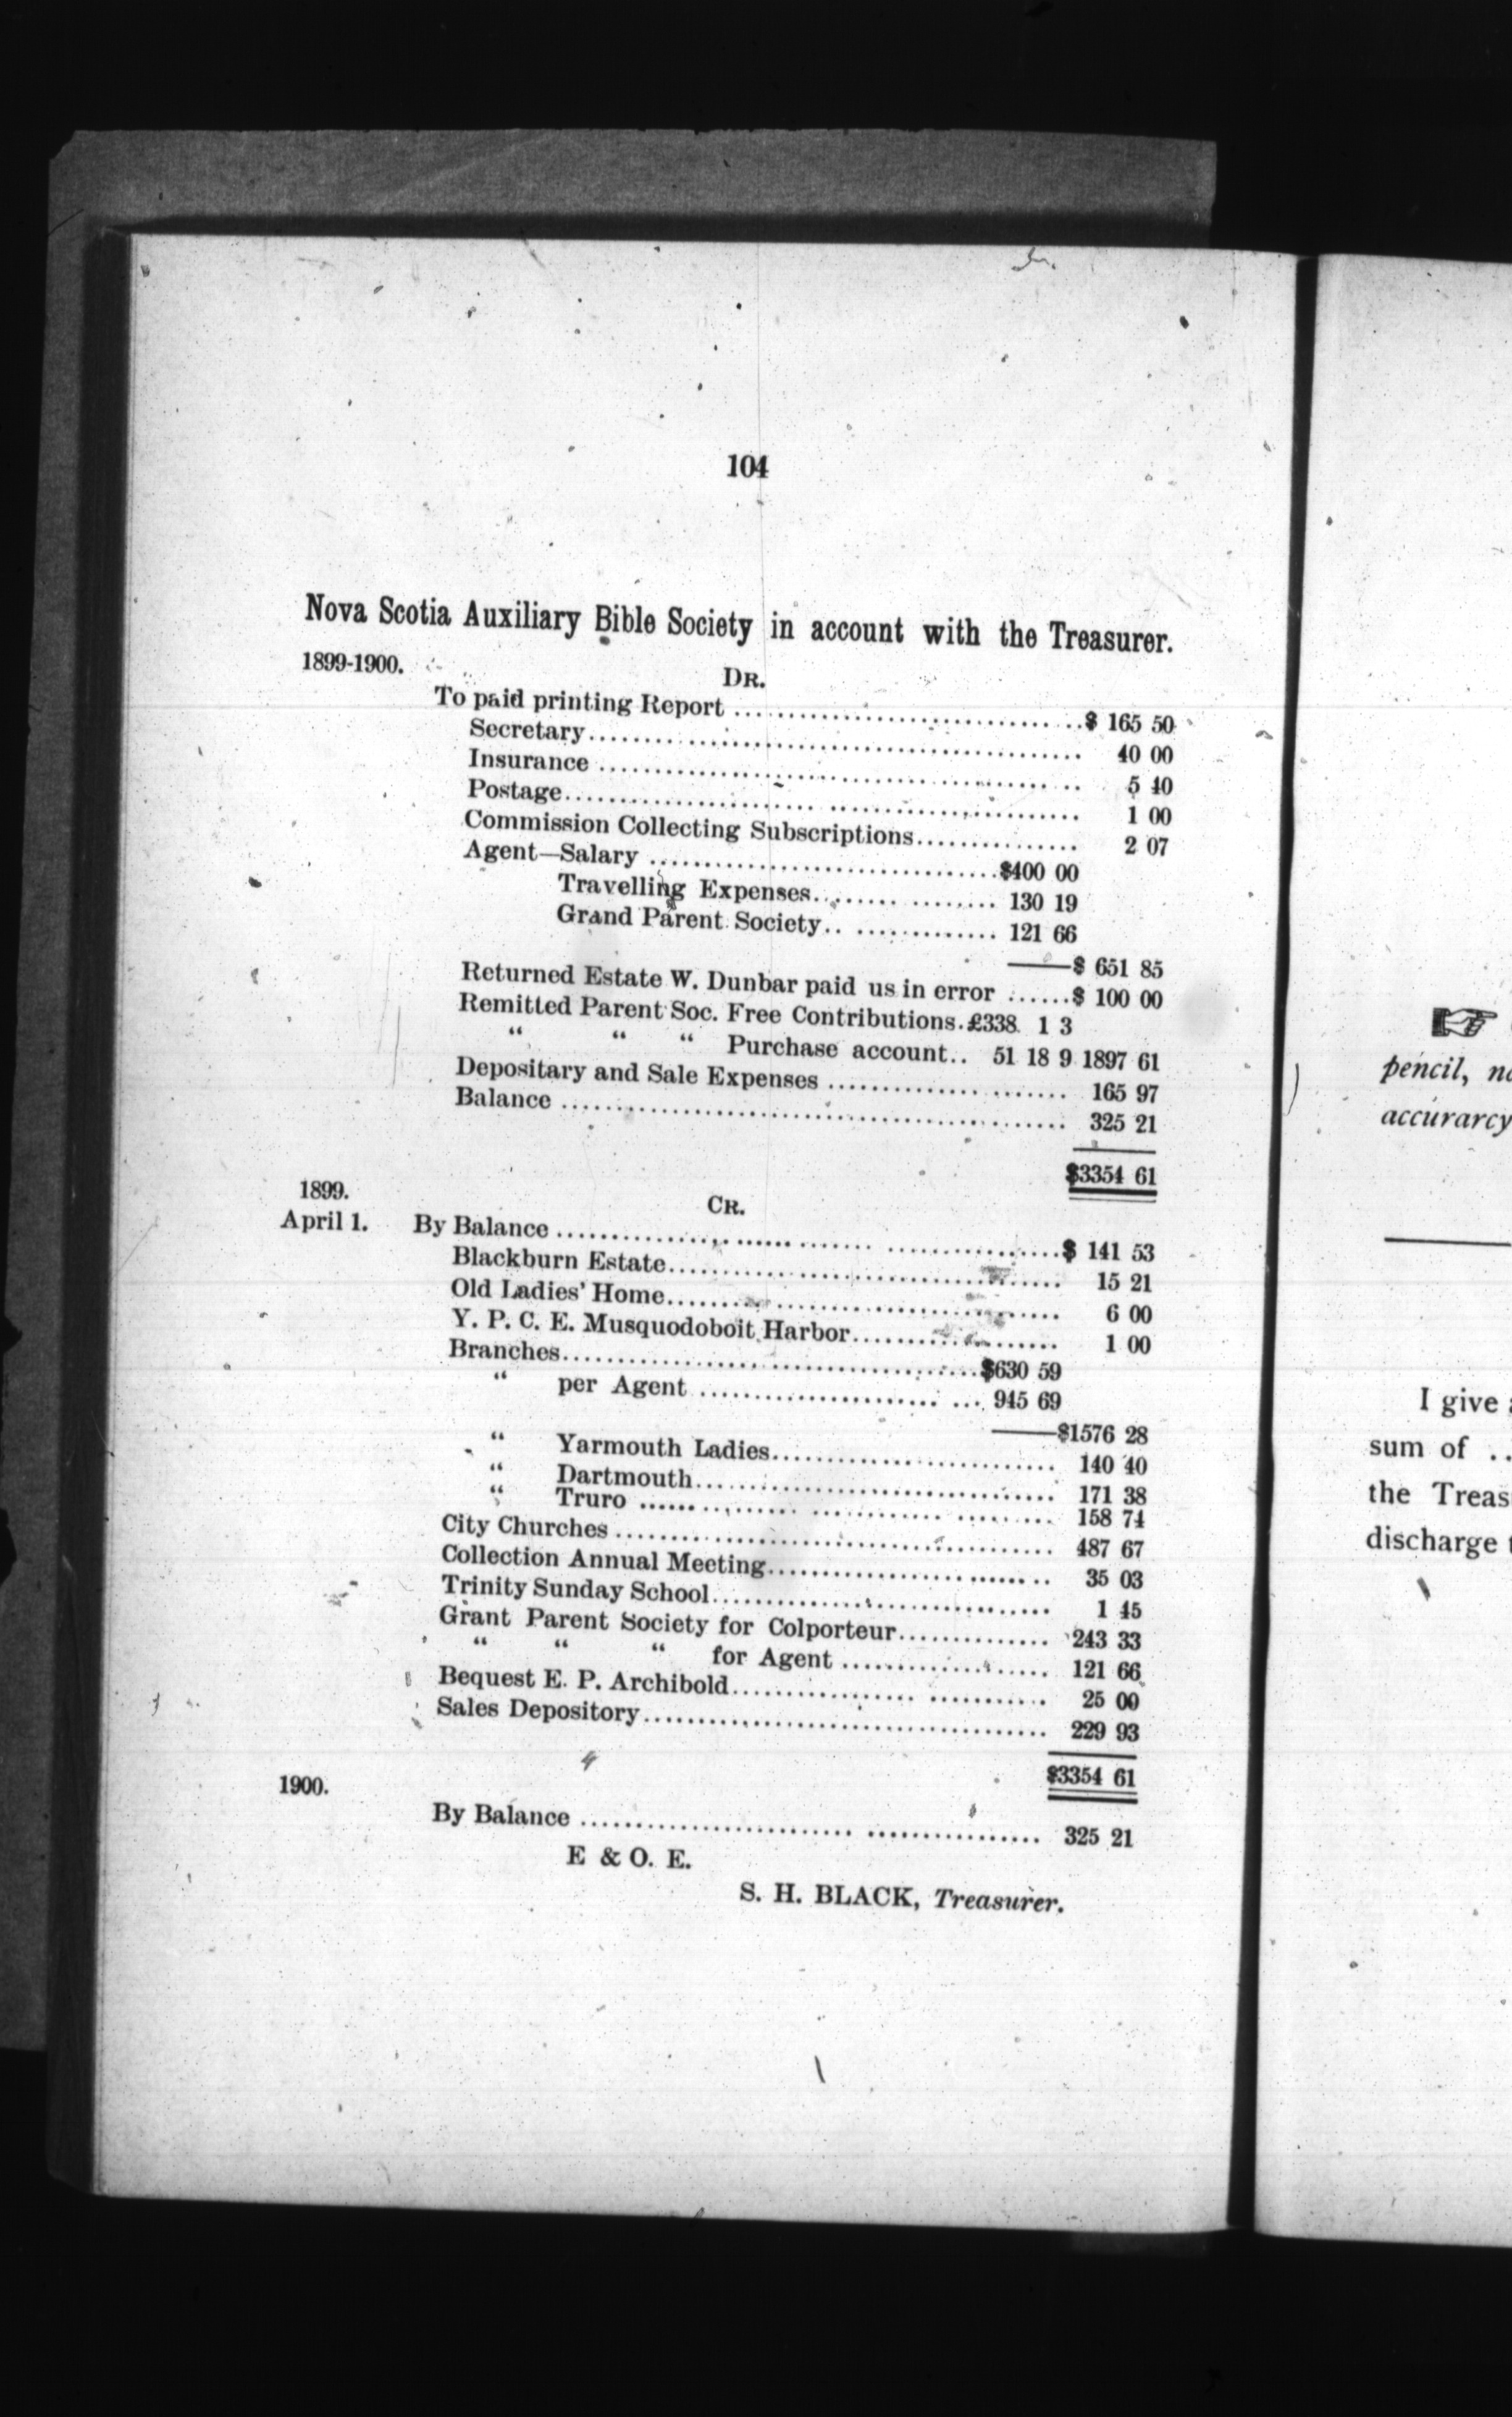 104
Nova Scotia Auxiliary Bible Society in account with the Treasurer.
1899-1900.
DR.
To paid printing Report ........ $ 165 50
Secretary ........ 40 00
Insurance ........ 5 40
Postage ........ 1 00
Commission Collecting Subscriptions ........ 2 07
Agent—Salary ........ $400 00
Travelling Expenses ........ 130 19
Grand Parent Society ........ 121 66
——$ 651 85
Returned Estate W. Dunbar paid us in error ......$ 100 00
Remitted Parent Soc. Free Contributions. £338 1 3
“ “ “ Purchase account.. 51 18 9 1897 61
Depositary and Sale Expenses ........ 165 97
Balance ........ 325 21
$3354 61
1899.
CR.
April 1. By Balance ........ $ 141 53
Blackburn Estate ........ 15 21
Old Ladies' Home ........ 6 00
Y. P. C. E. Musquodoboit Harbor ........ 1 00
Branches ........ $630 59
“ per Agent ........ 945 69
——$1576 28
“ Yarmouth Ladies ........ 140 40
“ Dartmouth ........ 171 38
“ Truro ........ 158 74
City Churches ........ 487 67
Collection Annual Meeting ........ 35 03
Trinity Sunday School ........ 1 45
Grant Parent Society for Colporteur ........ 243 33
“ “ “ for Agent ........ 121 66
Bequest E. P. Archibold ........ 25 00
Sales Depository ........ 229 93
$3354 61
1900.
By Balance ........ 325 21
E & O. E.
S. H. BLACK, Treasurer.
pencil,
accurarcy
I give
sum of ..
the
discharge